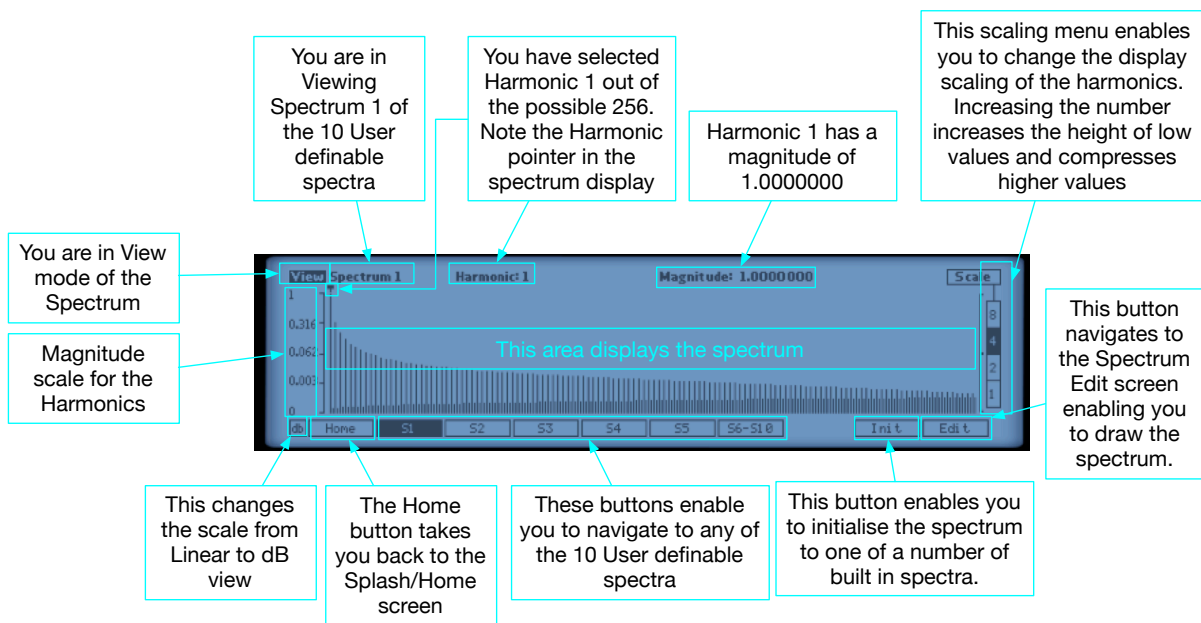 You are in
Viewing
Spectrum 1 of
the 10 User
definable
spectra
You have selected
Harmonic 1 out of
the possible 256.
Note the Harmonic
pointer in the
spectrum display
Harmonic 1 has a
magnitude of
1.0000000
This scaling menu enables
you to change the display
scaling of the harmonics.
Increasing the number
increases the height of low
values and compresses
higher values
You are in View
mode of the
Spectrum
Magnitude
scale for the
Harmonics
View Spectrum 1 Harmonic: 1 Magnitude: 1.0000000 Scale
1
0.316
0.062
0.003
0
This area displays the spectrum
8
4
2
1
db Home S1 S2 S3 S4 S5 S6-S10 Init Edit
This button
navigates to
the Spectrum
Edit screen
enabling you
to draw the
spectrum.
This changes
the scale from
Linear to dB
view
The Home
button takes
you back to the
Splash/Home
screen
These buttons enable
you to navigate to any of
the 10 User definable
spectra
This button enables you
to initialise the spectrum
to one of a number of
built in spectra.